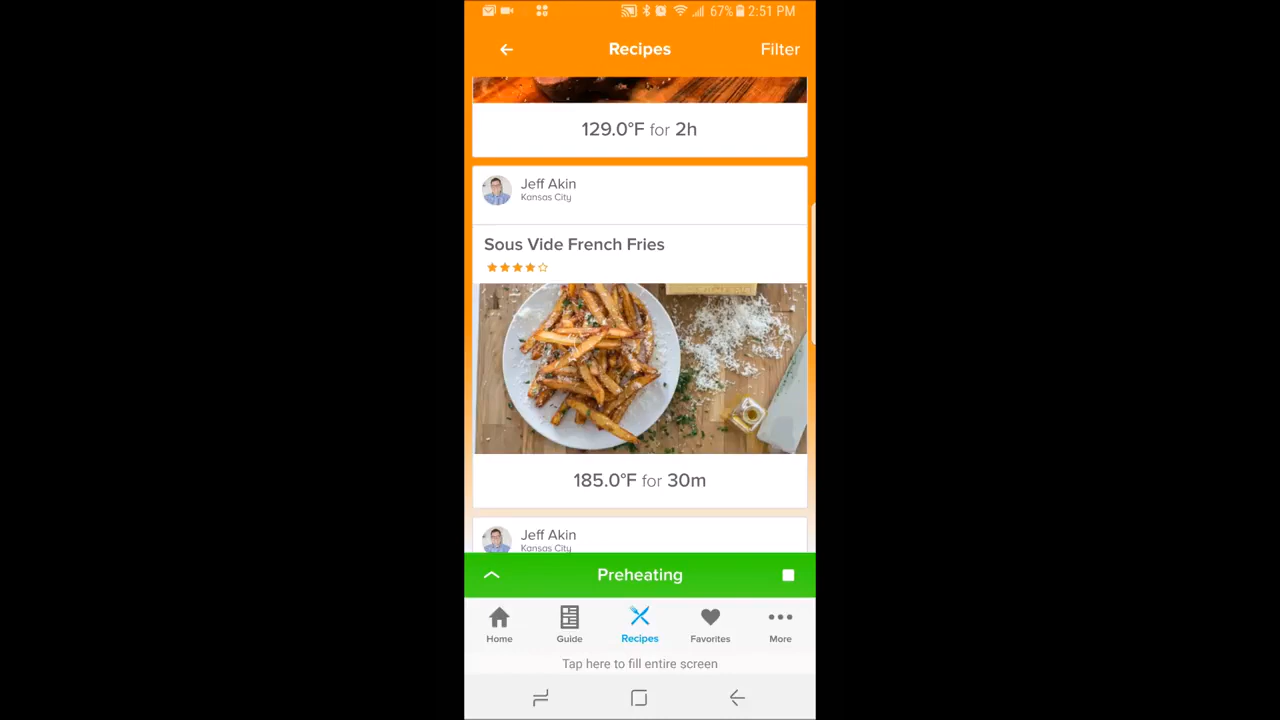 67% 2:51 PM
Recipes Filter
129.0°F for 2h
Jeff Akin
Kansas City
Sous Vide French Fries
185.0°F for 30m
Jeff Akin
Kansas City
Preheating
Home Guide Recipes Favorites More
Tap here to fill entire screen